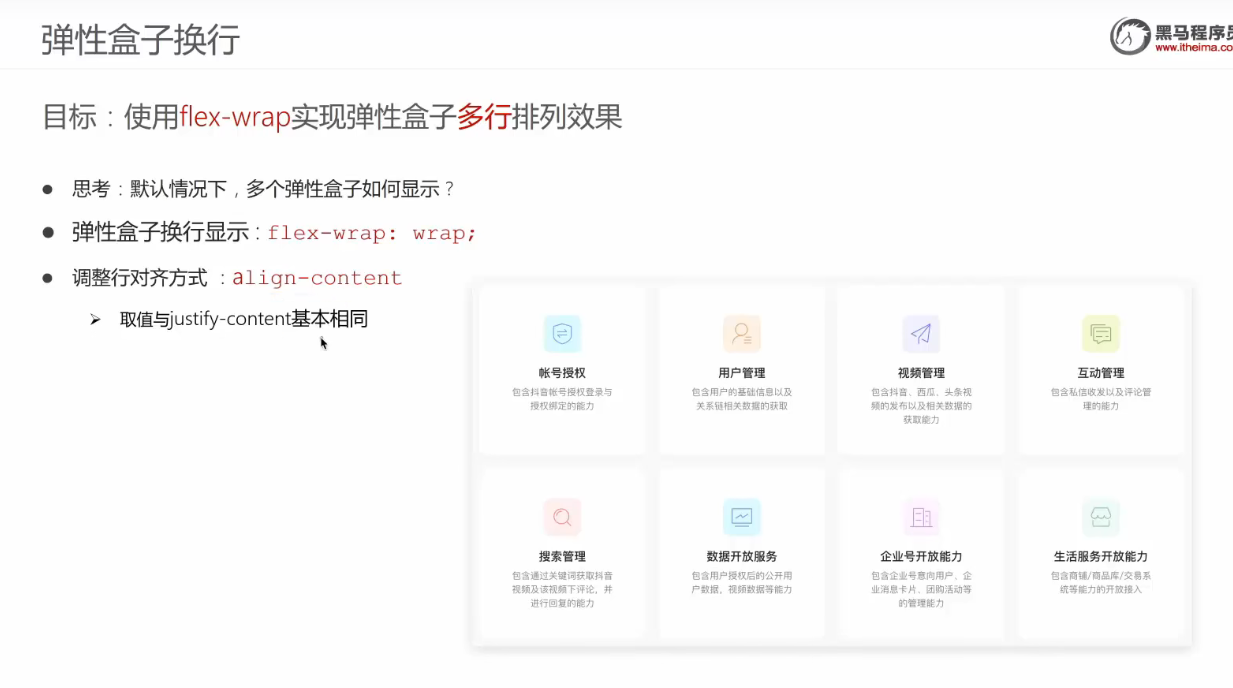 弹性盒子换行
黑马程序员
www.itheima.co
目标：使用flex-wrap实现弹性盒子多行排列效果
思考：默认情况下，多个弹性盒子如何显示？
弹性盒子换行显示：flex-wrap: wrap;
调整行对齐方式 ：align-content
取值与justify-content基本相同
帐号授权
包含抖音帐号授权登录与
授权绑定的能力
用户管理
包含用户的基础信息以及
关系链相关数据的获取
视频管理
包含抖音、西瓜、头条视
频的发布以及相关数据的
获取能力
互动管理
包含私信收发以及评论管
理的能力
搜索管理
包含通过关键词获取抖音
视频及该视频下评论，并
进行回复的能力
数据开放服务
包含用户授权后的公开用
户数据，视频数据等能力
企业号开放能力
包含企业号意向用户、企
业消息卡片、团购活动等
的管理能力
生活服务开放能力
包含商铺/商品库/交易系
统等能力的开放接入